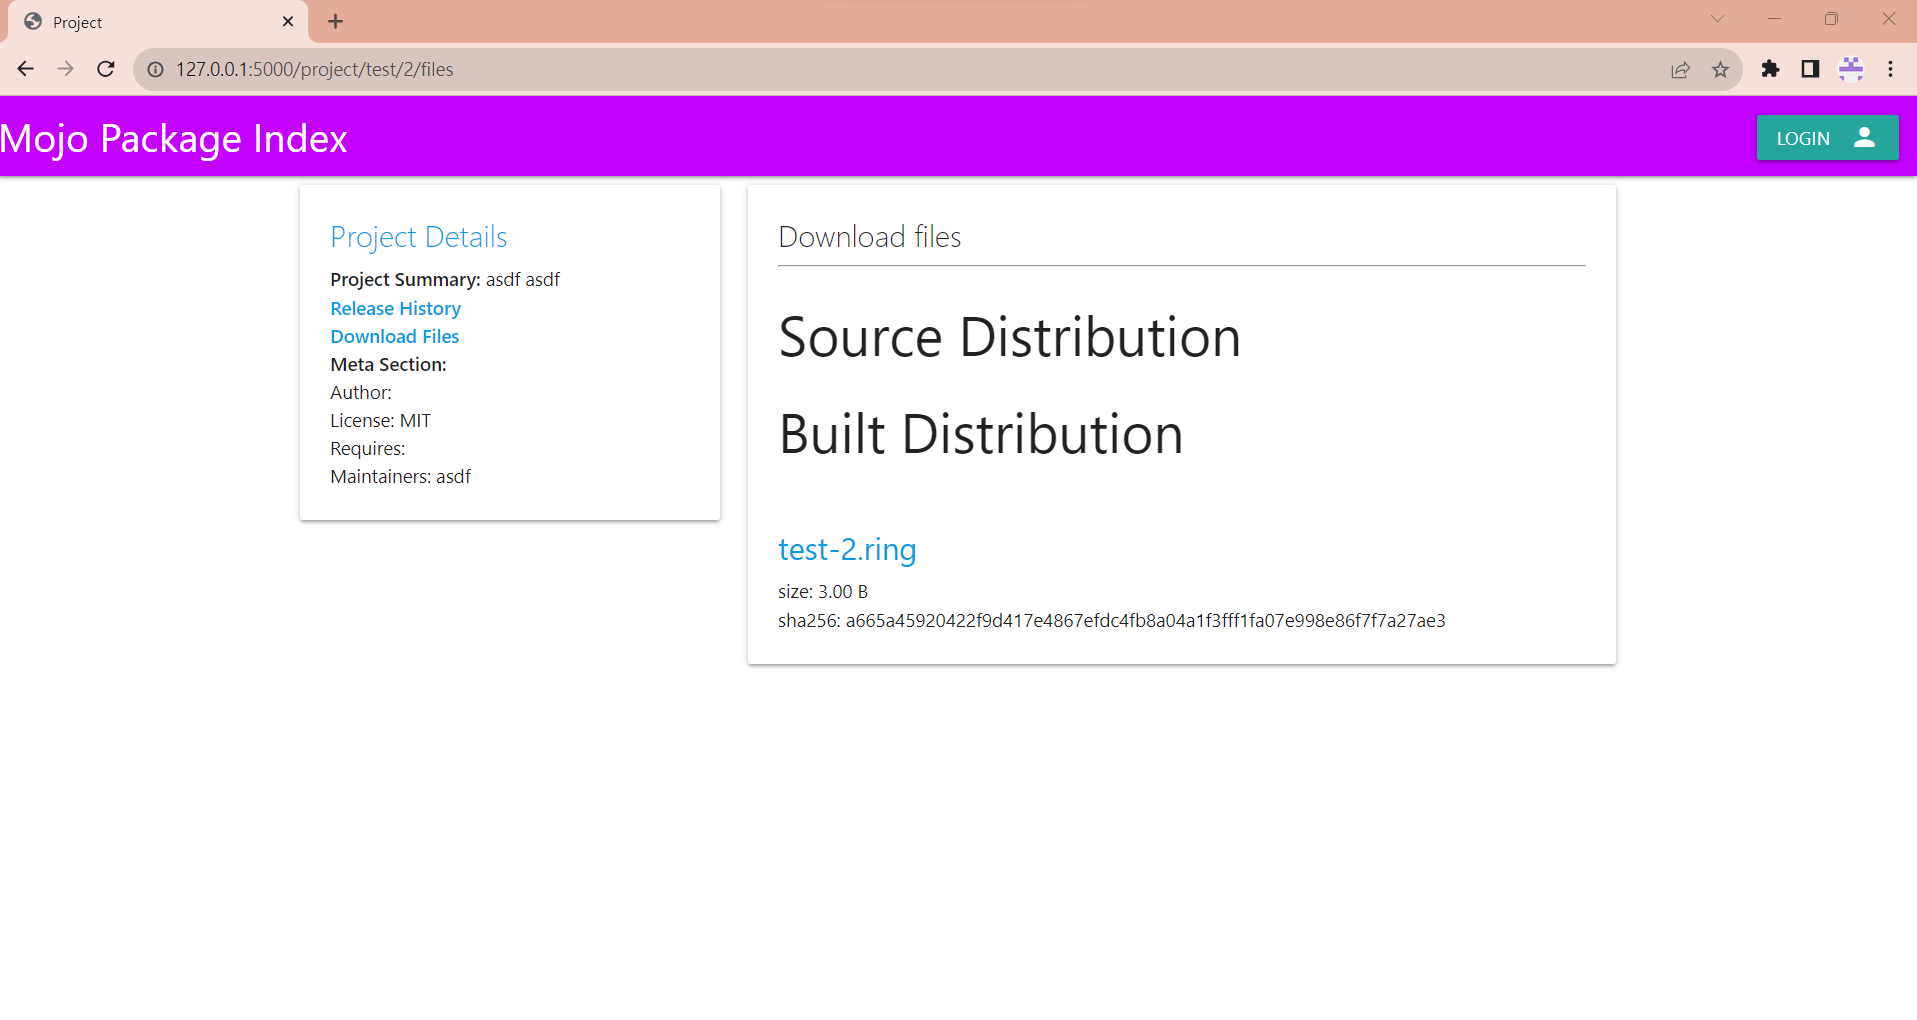 Project
127.0.0.1:5000/project/test/2/files
Mojo Package Index
LOGIN
Project Details
Project Summary: asdf asdf
Release History
Download Files
Meta Section:
Author:
License: MIT
Requires:
Maintainers: asdf
Download files
Source Distribution
Built Distribution
test-2.ring
size: 3.00 B
sha256: a665a45920422f9d417e4867efdc4fb8a04a1f3fff1fa07e998e86f7f7a27ae3